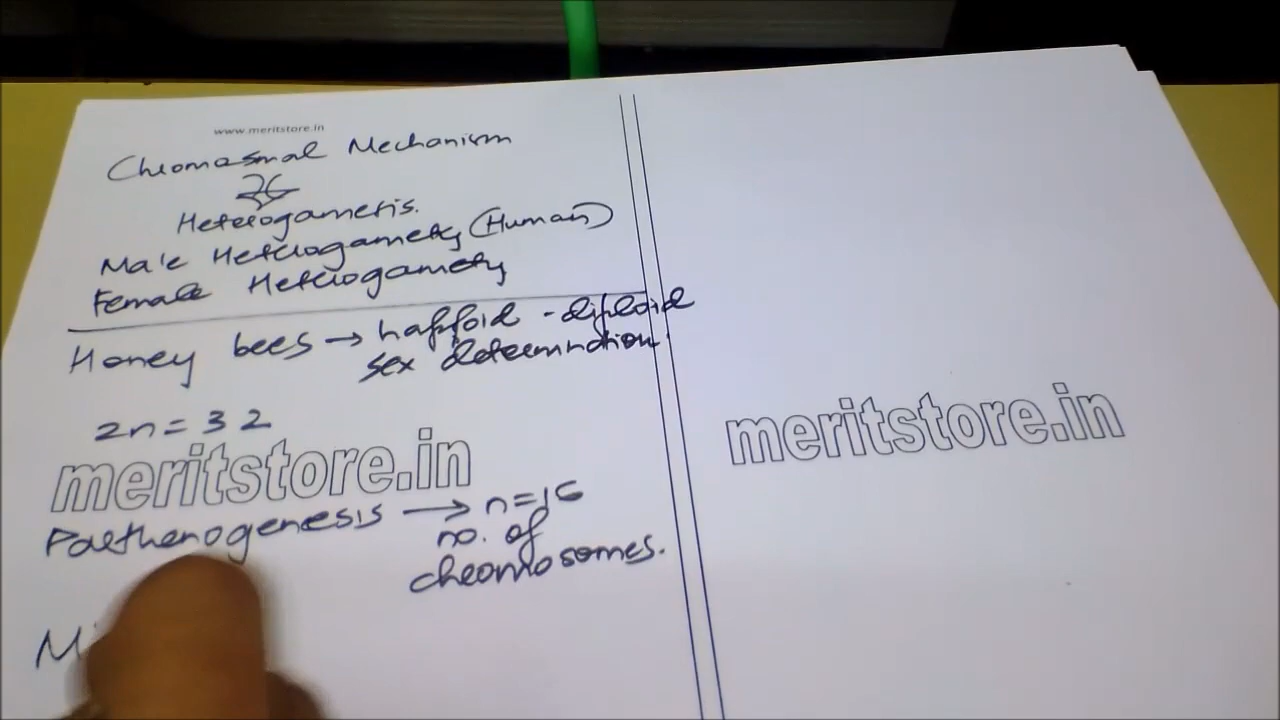 www.meritstore.in
Chromosmal Mechanism
Heterogametis.
Male Heterogamety (Human)
Female Heterogamety
Honey bees → haploid - diploid
sex determination.
2n = 32
meritstore.in
meritstore.in
Parthenogenesis → n=16
no. of
chromosomes.